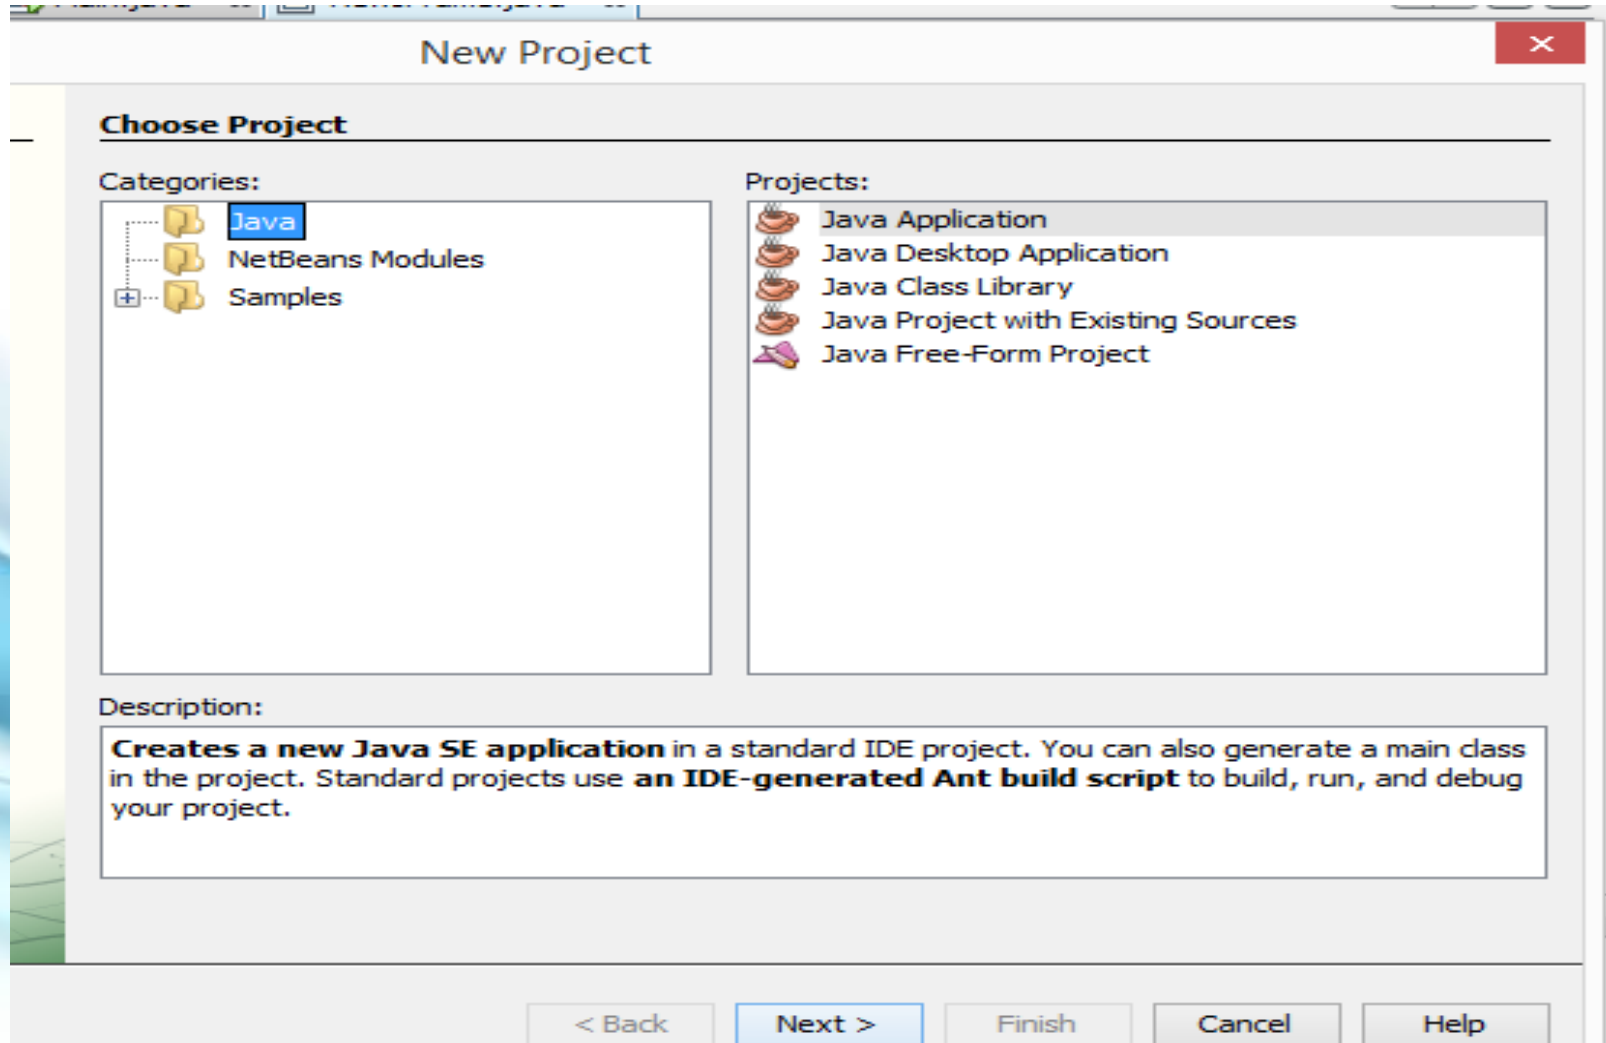 New Project
Choose Project
Categories:
Java
NetBeans Modules
Samples
Projects:
Java Application
Java Desktop Application
Java Class Library
Java Project with Existing Sources
Java Free-Form Project
Description:
Creates a new Java SE application in a standard IDE project. You can also generate a main class
in the project. Standard projects use an IDE-generated Ant build script to build, run, and debug
your project.
< Back
Next >
Finish
Cancel
Help